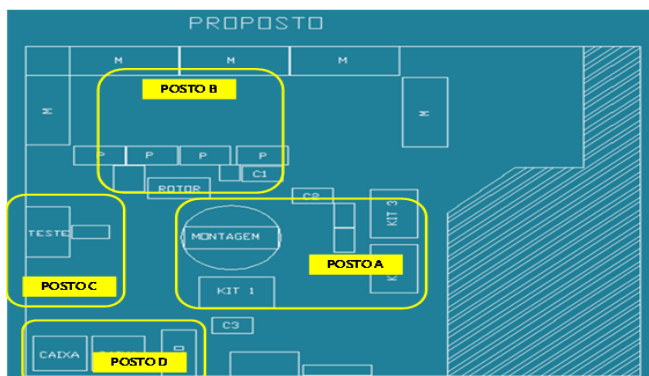 PROPOSTO
M
M
M
POSTO B
M
M
P
P
P
P
C1
ROTOR
C2
KIT 3
TESTE
MONTAGEM
POSTO A
POSTO C
KIT 1
C3
CAIXA
POSTO D